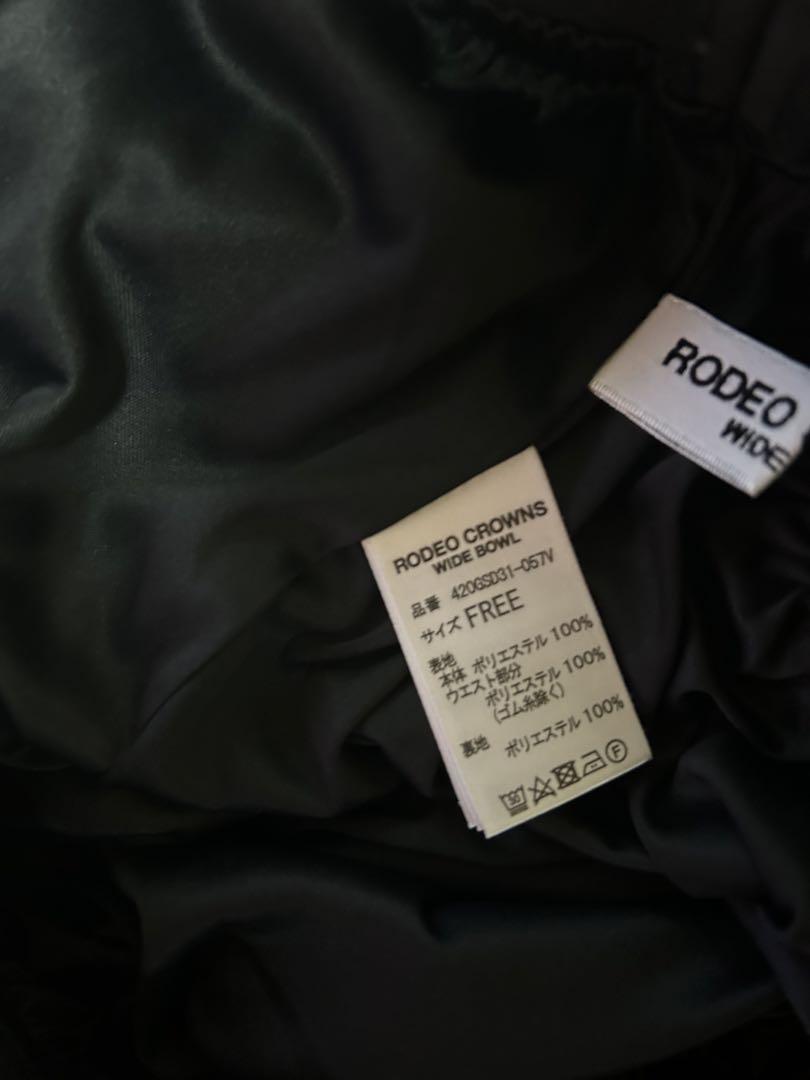 RODEO
WIDE
RODEO CROWNS
WIDE BOWL
品番 420GSD31-057V
サイズ FREE
表地
本体 ポリエステル 100%
ウエスト部分
ポリエステル 100%
(ゴム糸除く)
裏地 ポリエステル 100%
30
F